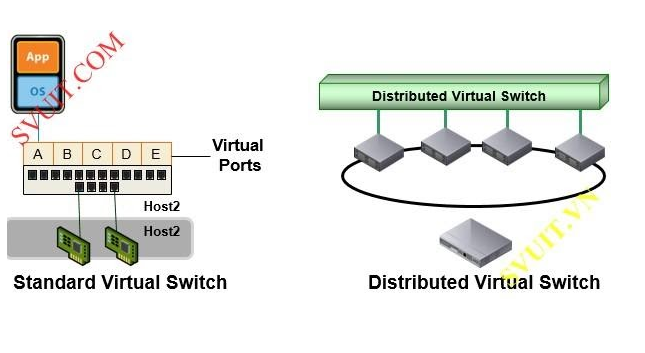 App
OS
SVUIT.COM
A B C D E
Virtual
Ports
Host2
Host2
Standard Virtual Switch
Distributed Virtual Switch
SVUIT.VN
Distributed Virtual Switch